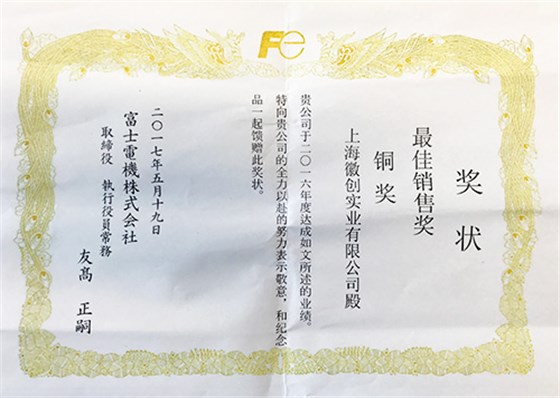 Fe
奖状
最佳销售奖
铜奖
上海徽创实业有限公司殿
贵公司于二〇一六年度达成如文所述的业绩。
特向贵公司的全力以赴的努力表示敬意，和纪念
品一起馈赠此奖状。
二〇一七年五月十九日
富士電機株式会社
取締役 執行役員常務
友髙 正嗣